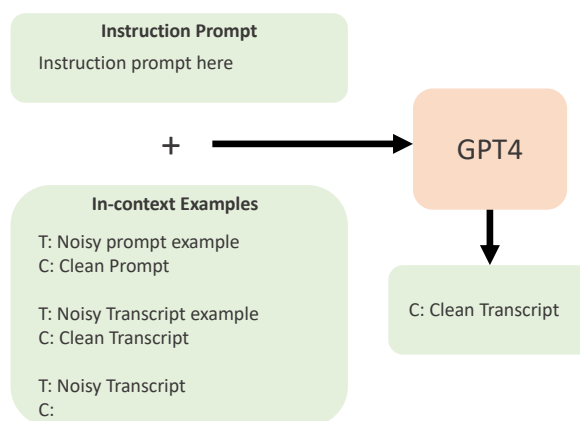 Instruction Prompt
Instruction prompt here
+
GPT4
In-context Examples
T: Noisy prompt example
C: Clean Prompt
T: Noisy Transcript example
C: Clean Transcript
T: Noisy Transcript
C:
C: Clean Transcript